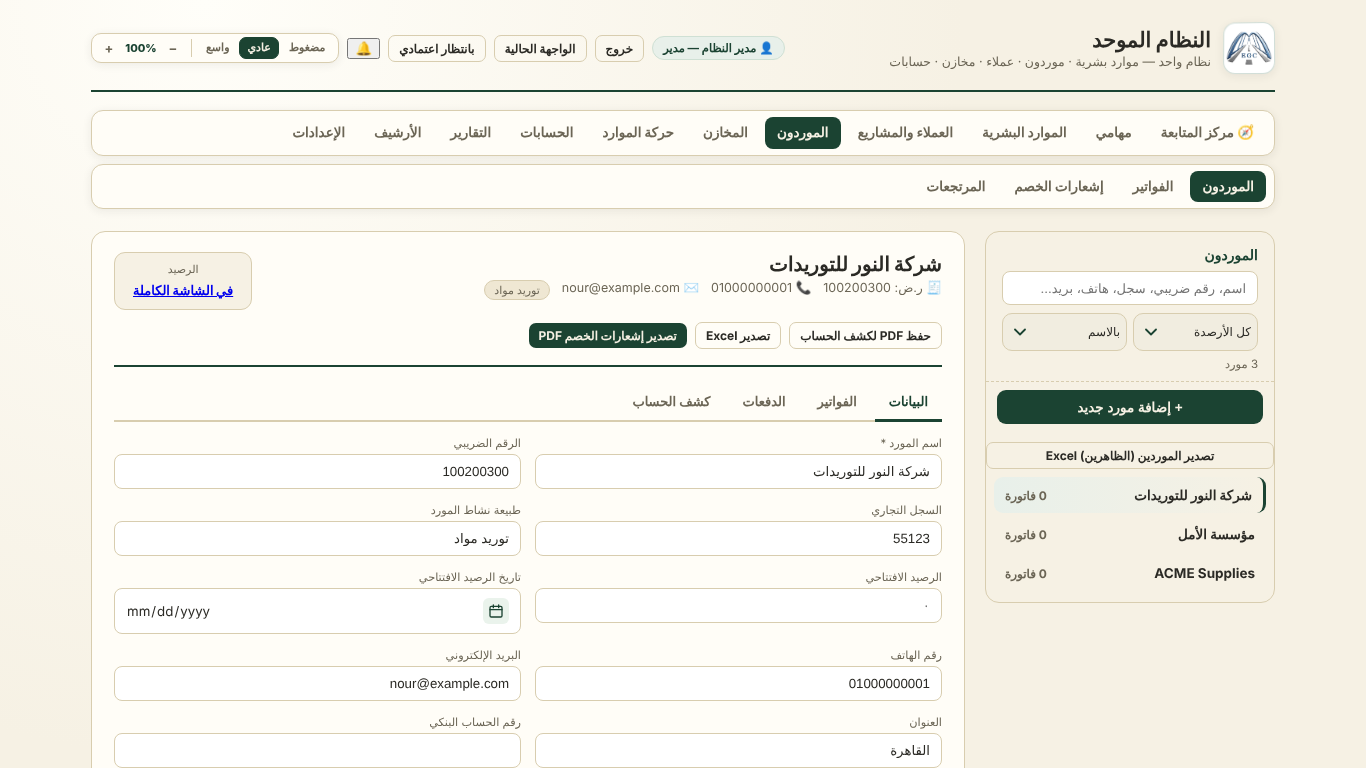 النظام الموحد
نظام واحد — موارد بشرية · موردون · عملاء · مخازن · حسابات
ROC
👤 مدير النظام — مدير
خروج
الواجهة الحالية
بانتظار اعتمادي
🔔
مضغوط عادي واسع − 100% +
🧭 مركز المتابعة مهامي الموارد البشرية العملاء والمشاريع الموردون المخازن حركة الموارد الحسابات التقارير الأرشيف الإعدادات
الموردون الفواتير إشعارات الخصم المرتجعات
الموردون
اسم، رقم ضريبي، سجل، هاتف، بريد...
كل الأرصدة بالاسم
3 مورد
+ إضافة مورد جديد
تصدير الموردين (الظاهرين) Excel
شركة النور للتوريدات 0 فاتورة
مؤسسة الأمل 0 فاتورة
ACME Supplies 0 فاتورة
شركة النور للتوريدات
🧾 ر.ض: 100200300 📞 01000000001 ✉️ nour@example.com توريد مواد
الرصيد
في الشاشة الكاملة
حفظ PDF لكشف الحساب تصدير Excel تصدير إشعارات الخصم PDF
البيانات الفواتير الدفعات كشف الحساب
اسم المورد * الرقم الضريبي
شركة النور للتوريدات 100200300
السجل التجاري طبيعة نشاط المورد
55123 توريد مواد
الرصيد الافتتاحي تاريخ الرصيد الافتتاحي
٠ mm/dd/yyyy
رقم الهاتف البريد الإلكتروني
01000000001 nour@example.com
العنوان رقم الحساب البنكي
القاهرة